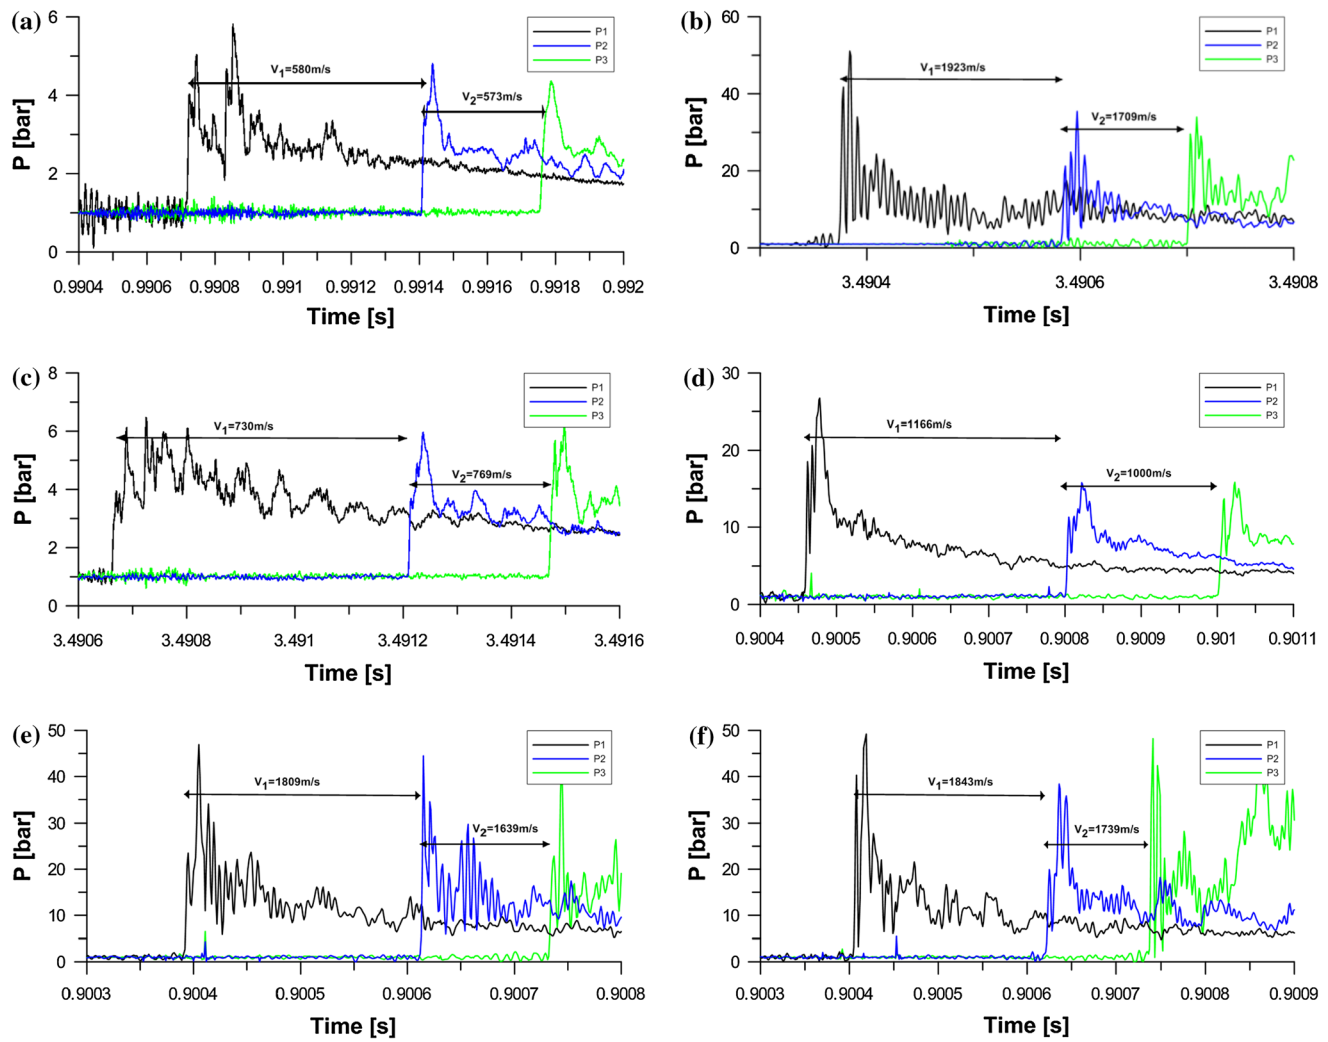 (a)
6
4
2
0
P [bar]
V1=580m/s
V2=573m/s
P1
P2
P3
0.9904 0.9906 0.9908 0.991 0.9912 0.9914 0.9916 0.9918 0.992
Time [s]
(b)
60
40
20
0
P [bar]
V1=1923m/s
V2=1709m/s
P1
P2
P3
3.4904 3.4906 3.4908
Time [s]
(c)
8
6
4
2
0
P [bar]
V1=730m/s
V2=769m/s
P1
P2
P3
3.4906 3.4908 3.491 3.4912 3.4914 3.4916
Time [s]
(d)
30
20
10
0
P [bar]
V1=1166m/s
V2=1000m/s
P1
P2
P3
0.9004 0.9005 0.9006 0.9007 0.9008 0.9009 0.901 0.9011
Time [s]
(e)
50
40
30
20
10
0
P [bar]
V1=1809m/s
V2=1639m/s
P1
P2
P3
0.9003 0.9004 0.9005 0.9006 0.9007 0.9008
Time [s]
(f)
50
40
30
20
10
0
P [bar]
V1=1843m/s
V2=1739m/s
P1
P2
P3
0.9003 0.9004 0.9005 0.9006 0.9007 0.9008 0.9009
Time [s]